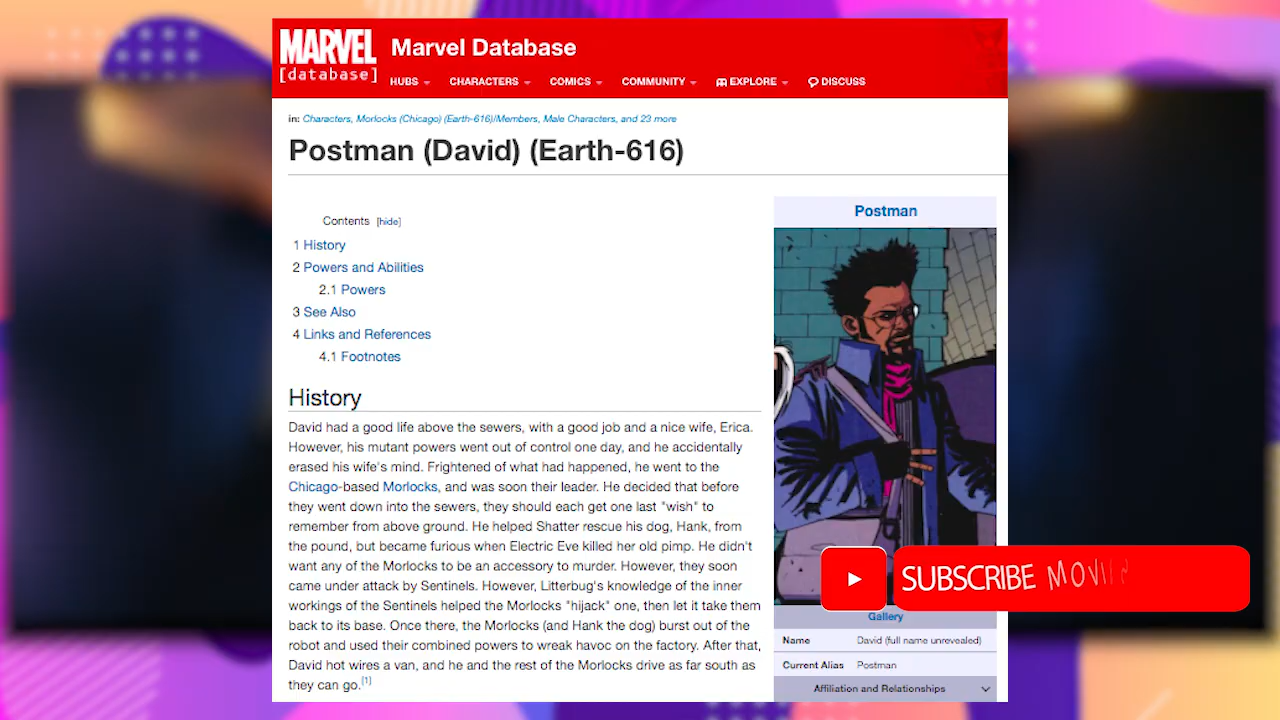 MARVEL
[database]
Marvel Database
HUBS CHARACTERS COMICS COMMUNITY EXPLORE DISCUSS
in: Characters, Morlocks (Chicago) (Earth-616)/Members, Male Characters, and 23 more
Postman (David) (Earth-616)
Contents [hide]
1 History
2 Powers and Abilities
2.1 Powers
3 See Also
4 Links and References
4.1 Footnotes
History
David had a good life above the sewers, with a good job and a nice wife, Erica.
However, his mutant powers went out of control one day, and he accidentally
erased his wife's mind. Frightened of what had happened, he went to the
Chicago-based Morlocks, and was soon their leader. He decided that before
they went down into the sewers, they should each get one last "wish" to
remember from above ground. He helped Shatter rescue his dog, Hank, from
the pound, but became furious when Electric Eve killed her old pimp. He didn't
want any of the Morlocks to be an accessory to murder. However, they soon
came under attack by Sentinels. However, Litterbug's knowledge of the inner
workings of the Sentinels helped the Morlocks "hijack" one, then let it take them
back to its base. Once there, the Morlocks (and Hank the dog) burst out of the
robot and used their combined powers to wreak havoc on the factory. After that,
David hot wires a van, and he and the rest of the Morlocks drive as far south as
they can go.[1]
Postman
SUBSCRIBE
Gallery
Name David (full name unrevealed)
Current Alias Postman
Affiliation and Relationships